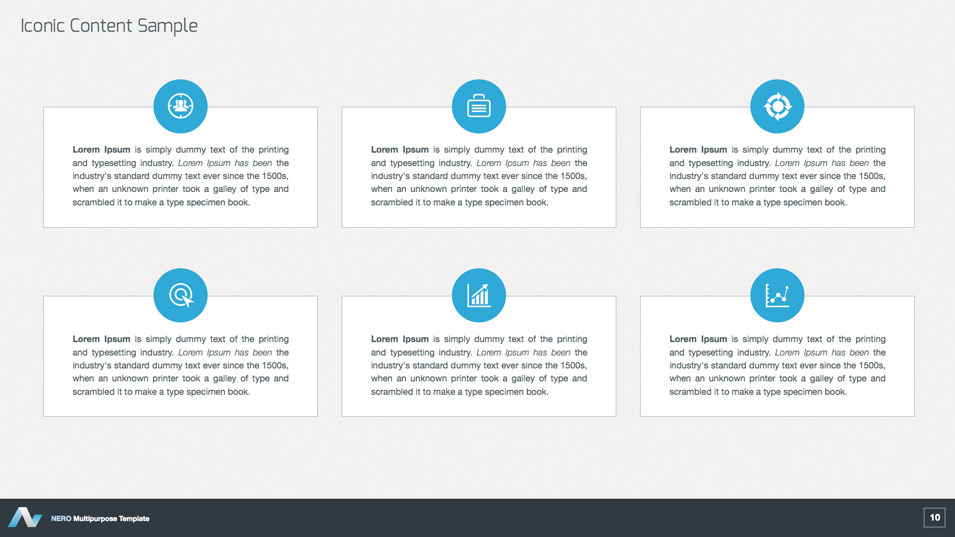 Iconic Content Sample
Lorem Ipsum is simply dummy text of the printing
and typesetting industry. Lorem Ipsum has been the
industry's standard dummy text ever since the 1500s,
when an unknown printer took a galley of type and
scrambled it to make a type specimen book.
Lorem Ipsum is simply dummy text of the printing
and typesetting industry. Lorem Ipsum has been the
industry's standard dummy text ever since the 1500s,
when an unknown printer took a galley of type and
scrambled it to make a type specimen book.
Lorem Ipsum is simply dummy text of the printing
and typesetting industry. Lorem Ipsum has been the
industry's standard dummy text ever since the 1500s,
when an unknown printer took a galley of type and
scrambled it to make a type specimen book.
Lorem Ipsum is simply dummy text of the printing
and typesetting industry. Lorem Ipsum has been the
industry's standard dummy text ever since the 1500s,
when an unknown printer took a galley of type and
scrambled it to make a type specimen book.
Lorem Ipsum is simply dummy text of the printing
and typesetting industry. Lorem Ipsum has been the
industry's standard dummy text ever since the 1500s,
when an unknown printer took a galley of type and
scrambled it to make a type specimen book.
Lorem Ipsum is simply dummy text of the printing
and typesetting industry. Lorem Ipsum has been the
industry's standard dummy text ever since the 1500s,
when an unknown printer took a galley of type and
scrambled it to make a type specimen book.
NERO Multipurpose Template
10